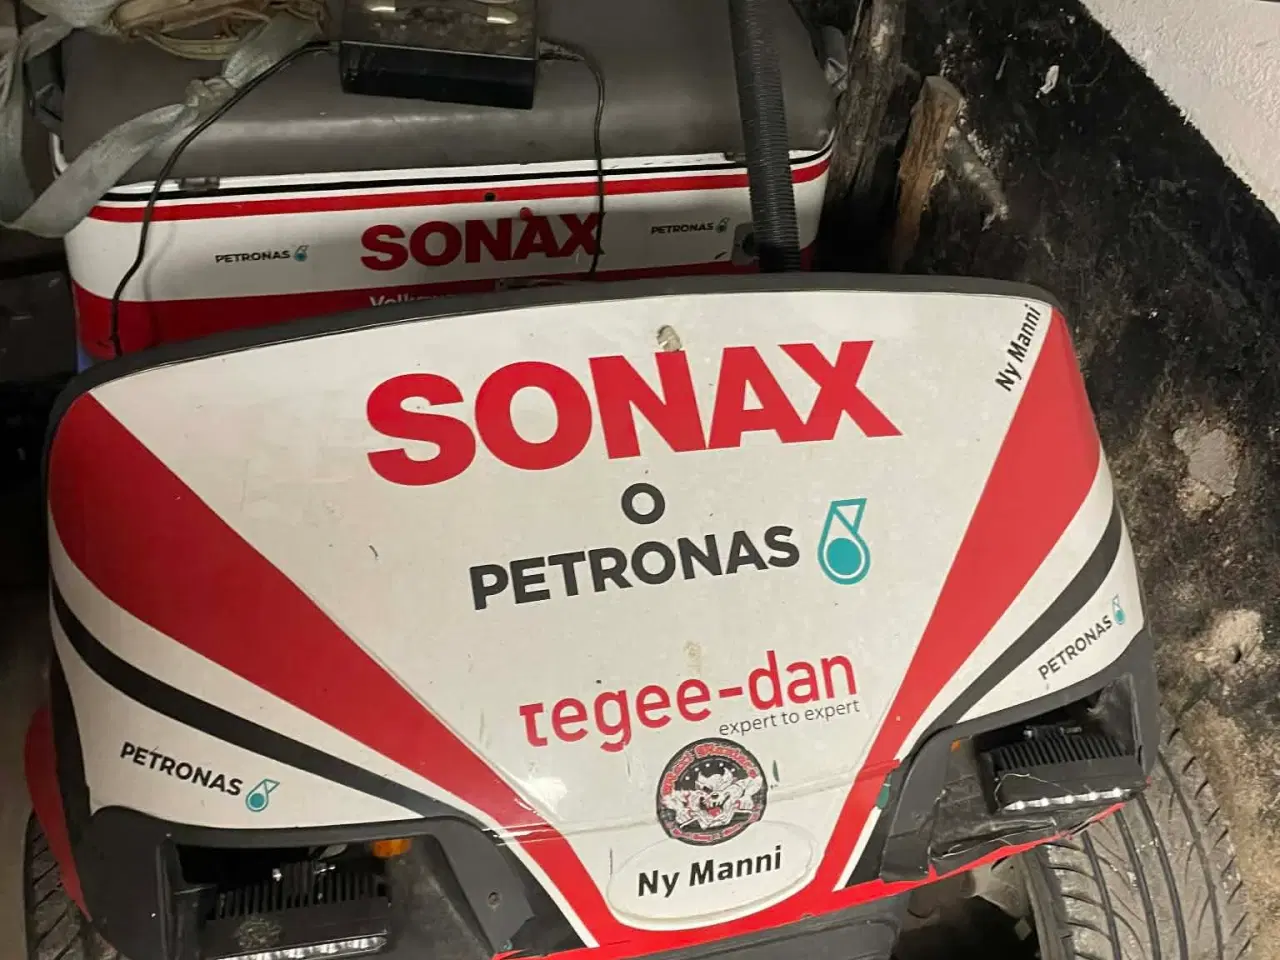 PETRONAS
SONAX
PETRONAS
SONAX
O
PETRONAS
tegee-dan
expert to expert
Ny Manni
Ny Manni
PETRONAS
PETRONAS